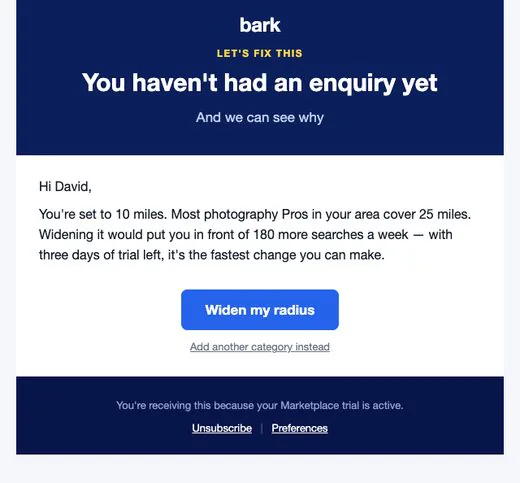 bark
LET'S FIX THIS
You haven't had an enquiry yet
And we can see why
Hi David,
You're set to 10 miles. Most photography Pros in your area cover 25 miles.
Widening it would put you in front of 180 more searches a week — with
three days of trial left, it's the fastest change you can make.
Widen my radius
Add another category instead
You're receiving this because your Marketplace trial is active.
Unsubscribe | Preferences